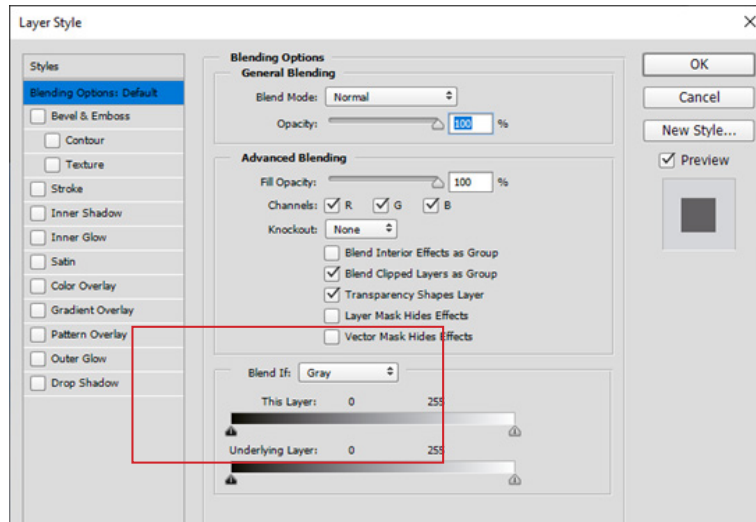 Layer Style
Styles
Blending Options: Default
Bevel & Emboss
Contour
Texture
Stroke
Inner Shadow
Inner Glow
Satin
Color Overlay
Gradient Overlay
Pattern Overlay
Outer Glow
Drop Shadow
Blending Options
General Blending
Blend Mode: Normal
Opacity: 100 %
Advanced Blending
Fill Opacity: 100 %
Channels: R G B
Knockout: None
Blend Interior Effects as Group
Blend Clipped Layers as Group
Transparency Shapes Layer
Layer Mask Hides Effects
Vector Mask Hides Effects
Blend If: Gray
This Layer: 0 255
Underlying Layer: 0 255
OK
Cancel
New Style...
Preview